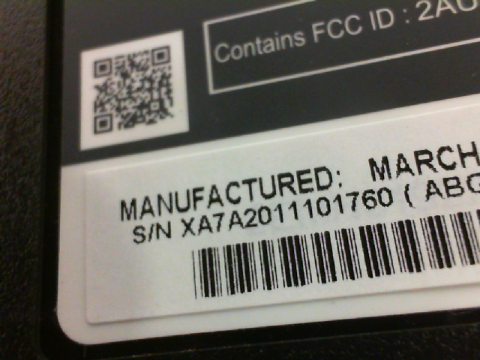 Contains FCC ID : 2AU
MANUFACTURED: MARCH
S/N XA7A2011101760 ( ABG